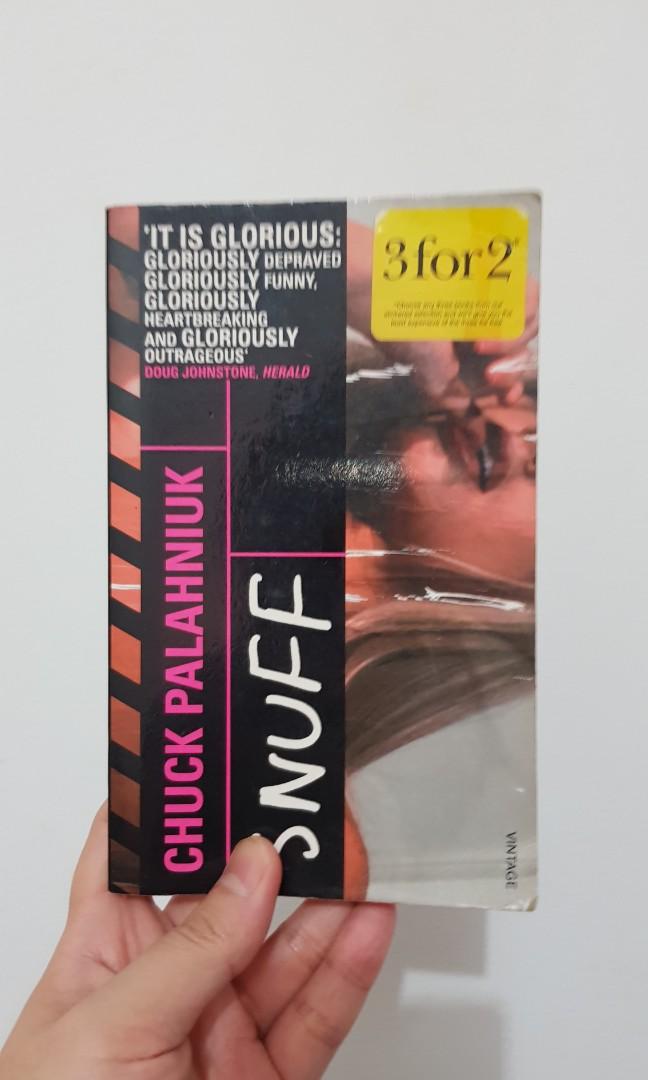 'IT IS GLORIOUS:
GLORIOUSLY DEPRAVED
GLORIOUSLY FUNNY,
GLORIOUSLY
HEARTBREAKING
AND GLORIOUSLY
OUTRAGEOUS'
DOUG JOHNSTONE, HERALD
3 for 2*
CHUCK PALAHNIUK
SNUFF
VINTAGE